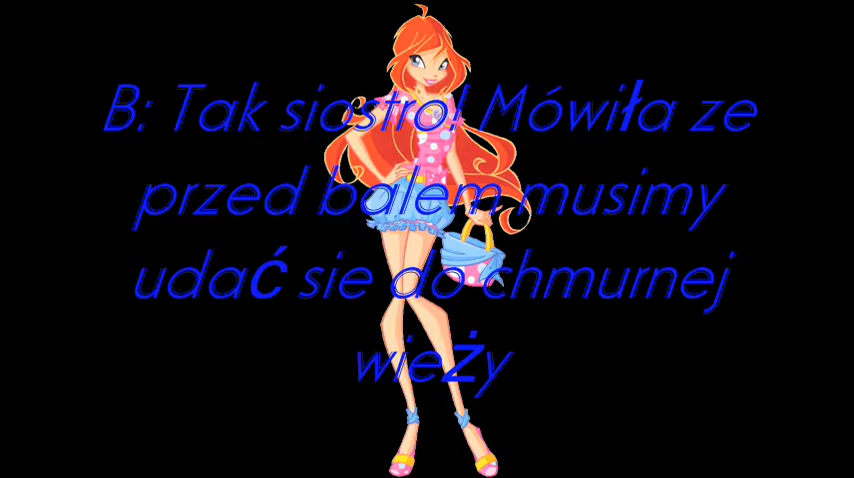 B: Tak siostro! Mówiła ze
przed balem musimy
udać sie do chmurnej
wieży